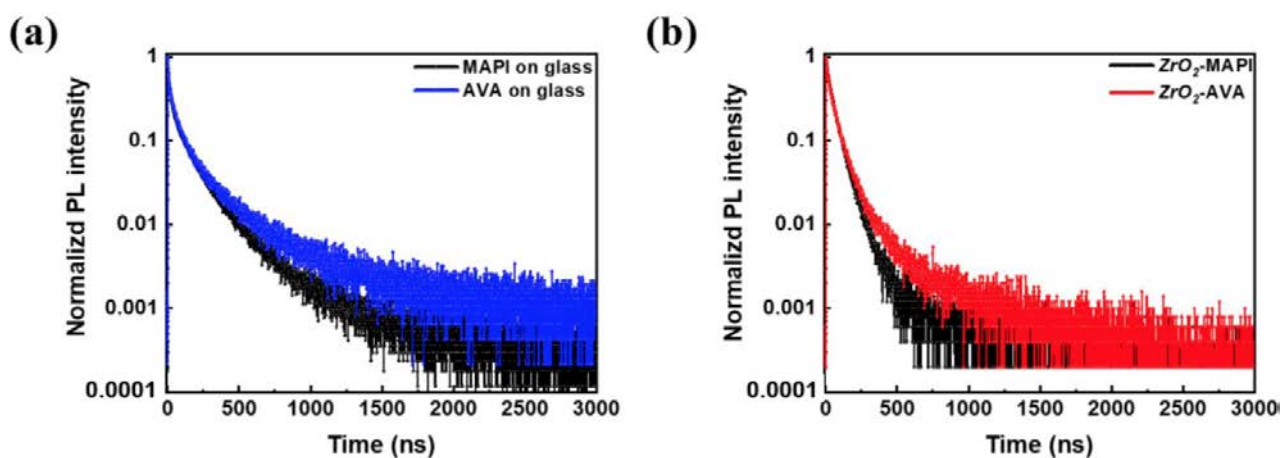 (a)
MAPI on glass
AVA on glass
Normalizd PL intensity
1
0.1
0.01
0.001
0.0001
0 500 1000 1500 2000 2500 3000
Time (ns)
(b)
ZrO2-MAPI
ZrO2-AVA
Normalizd PL intensity
1
0.1
0.01
0.001
0.0001
0 500 1000 1500 2000 2500 3000
Time (ns)